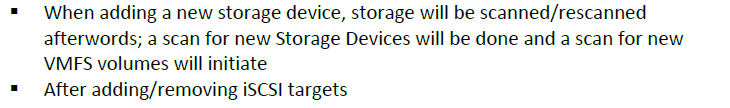 ▪ When adding a new storage device, storage will be scanned/rescanned
afterwords; a scan for new Storage Devices will be done and a scan for new
VMFS volumes will initiate
▪ After adding/removing iSCSI targets